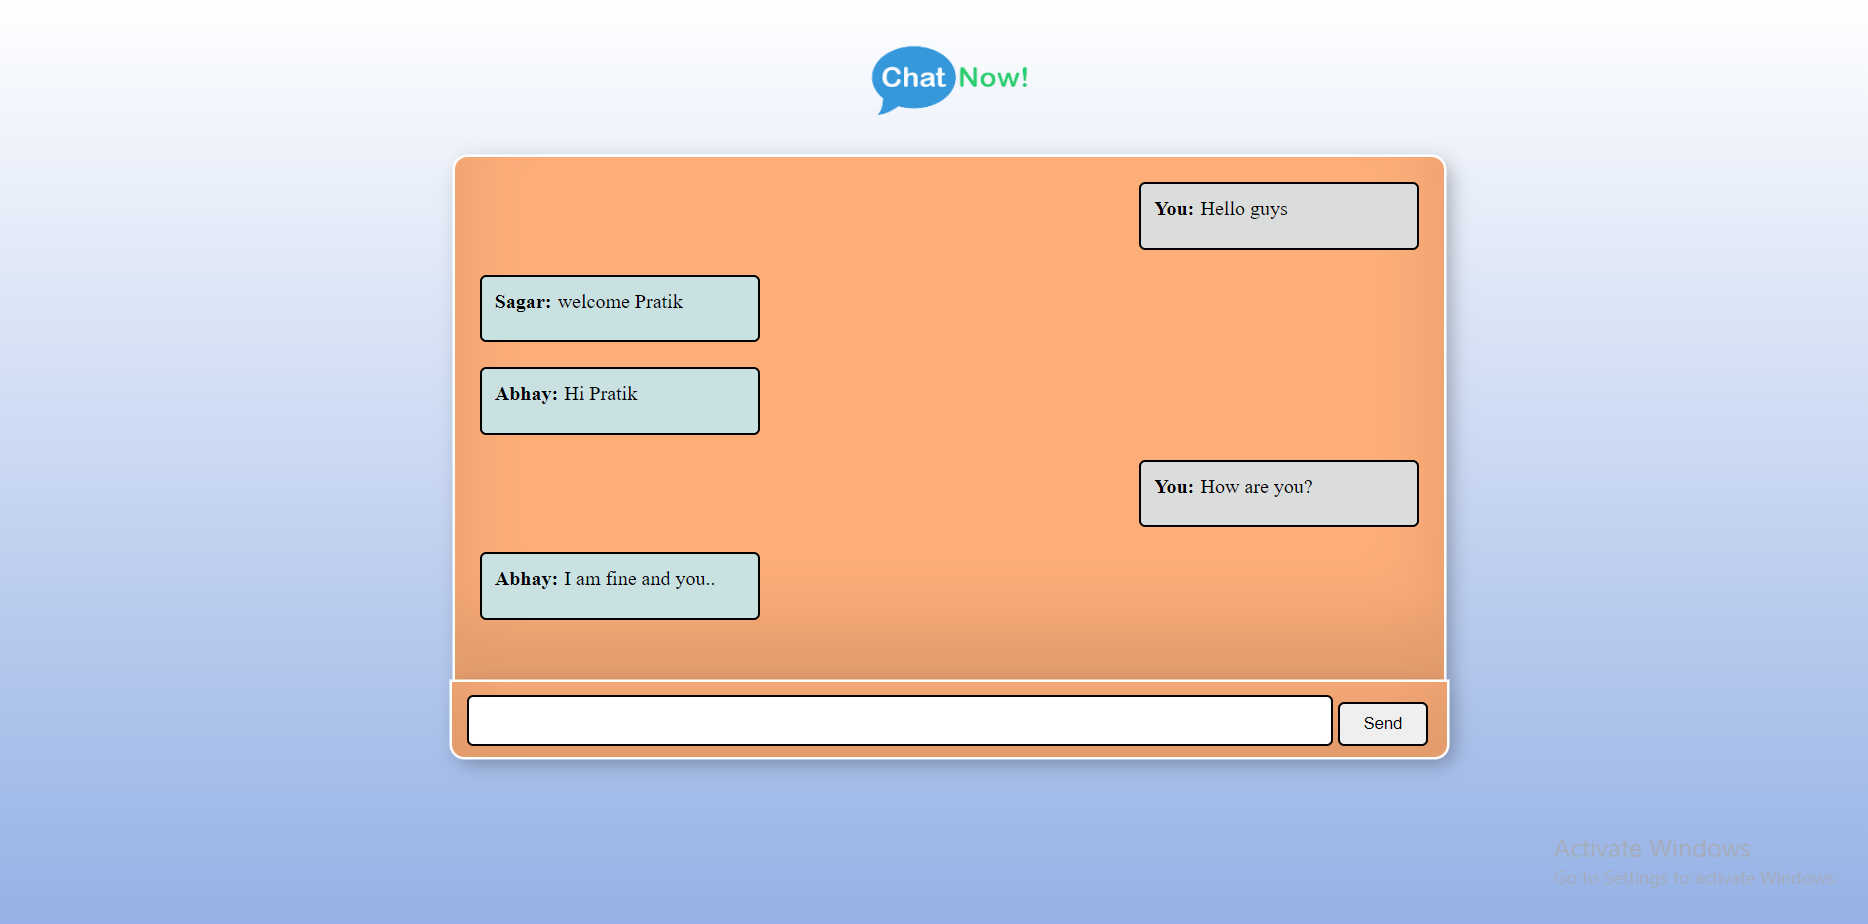 Chat Now!
You: Hello guys
Sagar: welcome Pratik
Abhay: Hi Pratik
You: How are you?
Abhay: I am fine and you..
Send
Activate Windows
Go to Settings to activate Windows.